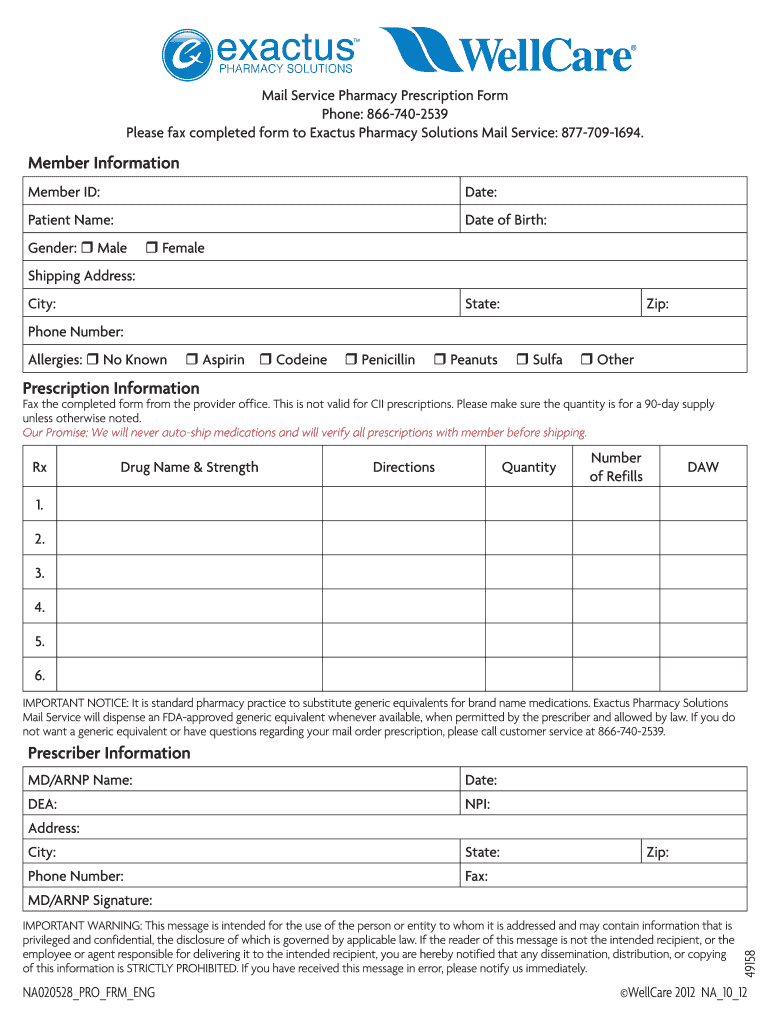 exactus™
PHARMACY SOLUTIONS
WellCare®
Mail Service Pharmacy Prescription Form
Phone: 866-740-2539
Please fax completed form to Exactus Pharmacy Solutions Mail Service: 877-709-1694.
Member Information
Member ID: Date:
Patient Name: Date of Birth:
Gender: ❒ Male ❒ Female
Shipping Address:
City: State: Zip:
Phone Number:
Allergies: ❒ No Known ❒ Aspirin ❒ Codeine ❒ Penicillin ❒ Peanuts ❒ Sulfa ❒ Other
Prescription Information
Fax the completed form from the provider office. This is not valid for CII prescriptions. Please make sure the quantity is for a 90-day supply
unless otherwise noted.
Our Promise: We will never auto-ship medications and will verify all prescriptions with member before shipping.
Rx Drug Name & Strength Directions Quantity Number of Refills DAW
1.
2.
3.
4.
5.
6.
IMPORTANT NOTICE: It is standard pharmacy practice to substitute generic equivalents for brand name medications. Exactus Pharmacy Solutions
Mail Service will dispense an FDA-approved generic equivalent whenever available, when permitted by the prescriber and allowed by law. If you do
not want a generic equivalent or have questions regarding your mail order prescription, please call customer service at 866-740-2539.
Prescriber Information
MD/ARNP Name: Date:
DEA: NPI:
Address:
City: State: Zip:
Phone Number: Fax:
MD/ARNP Signature:
IMPORTANT WARNING: This message is intended for the use of the person or entity to whom it is addressed and may contain information that is
privileged and confidential, the disclosure of which is governed by applicable law. If the reader of this message is not the intended recipient, or the
employee or agent responsible for delivering it to the intended recipient, you are hereby notified that any dissemination, distribution, or copying
of this information is STRICTLY PROHIBITED. If you have received this message in error, please notify us immediately.
49158
NA020528_PRO_FRM_ENG ©WellCare 2012 NA_10_12